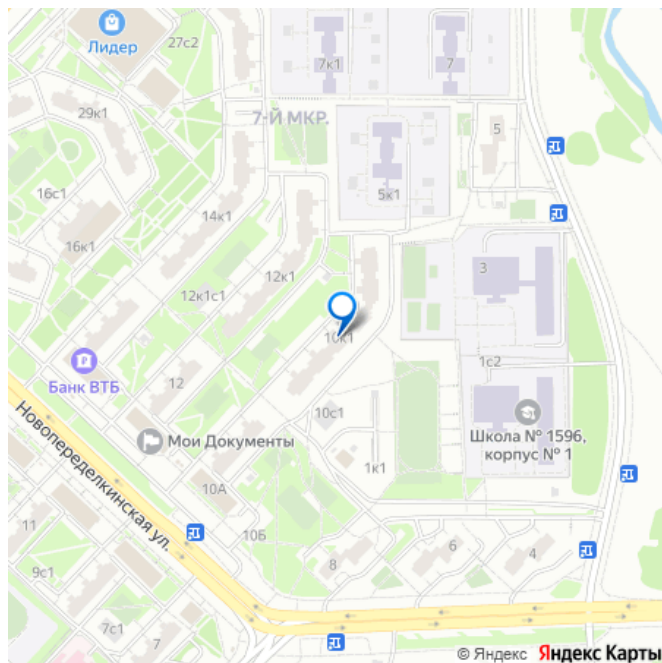 27с2
Лидер
7к1
7
29к1
7-Й МКР.
5
5к1
16с1
14к1
16к1
12к1
3
12к1с1
10к1
1с2
Банк ВТБ
12
10с1
Мои Документы
Школа № 1596,
корпус № 1
1к1
Новопеределкинская ул.
10А
11
10Б
6
4
8
9с1
7с1
7
© Яндекс Яндекс Карты